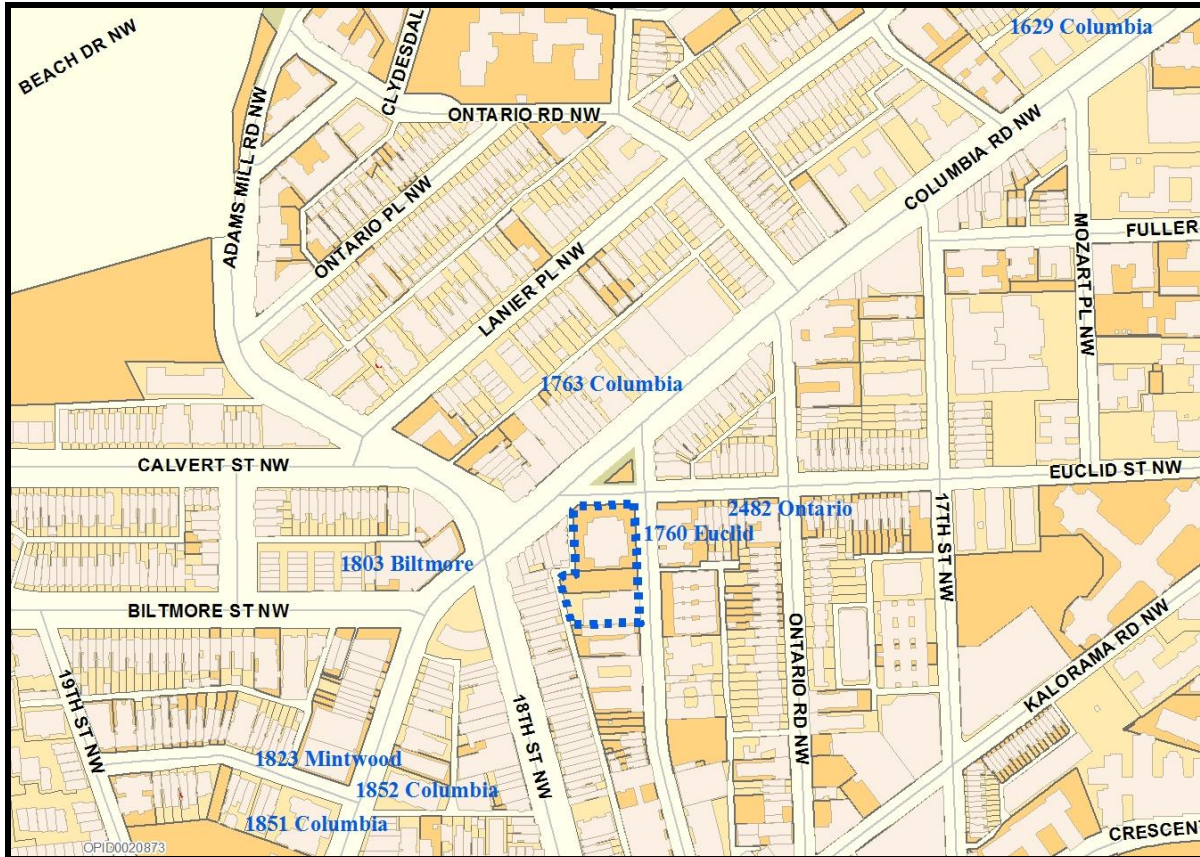 1629 Columbia
BEACH DR NW
CLYDESDAL
ONTARIO RD NW
COLUMBIA RD NW
ADAMS MILL RD NW
ONTARIO PL NW
MOZART PL NW
FULLER
LANIER PL NW
1763 Columbia
CALVERT ST NW
EUCLID ST NW
2482 Ontario
17TH ST NW
1760 Euclid
1803 Biltmore
BILTMORE ST NW
ONTARIO RD NW
KALORAMA RD NW
19TH ST NW
18TH ST NW
1823 Mintwood
1852 Columbia
1851 Columbia
CRESCENT
OPID0020873